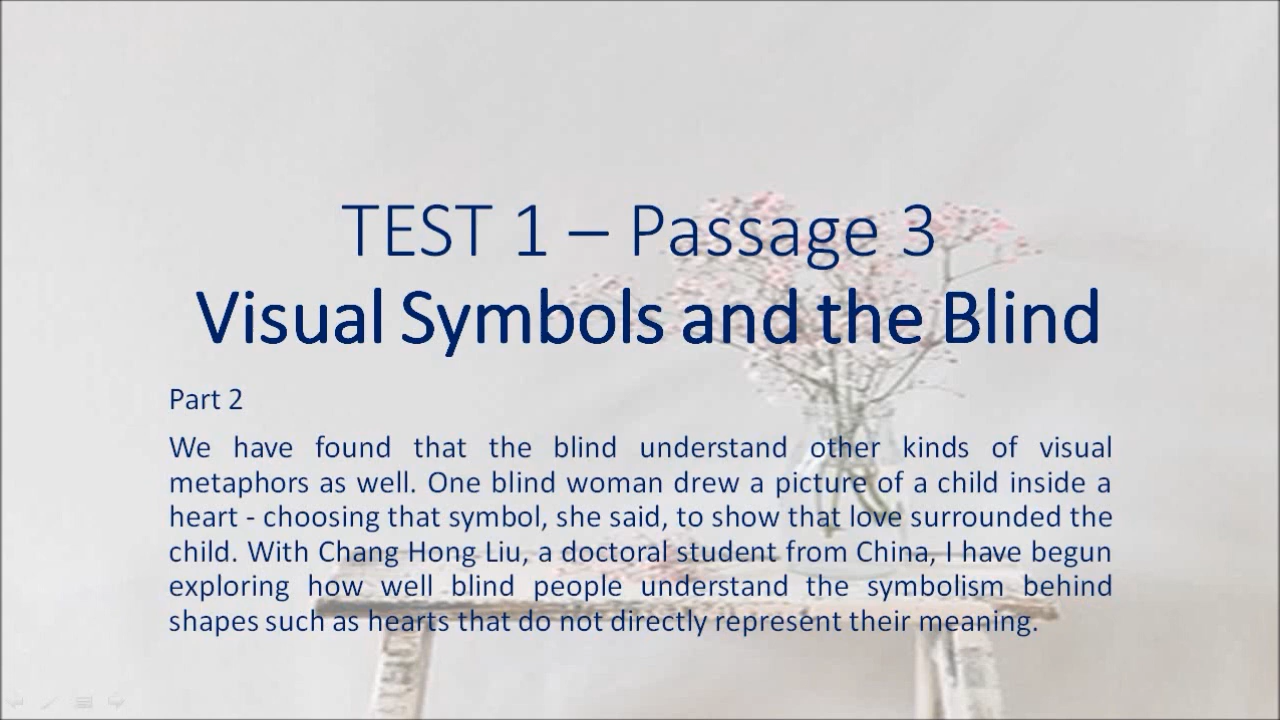 TEST 1 – Passage 3
Visual Symbols and the Blind
Part 2
We have found that the blind understand other kinds of visual
metaphors as well. One blind woman drew a picture of a child inside a
heart - choosing that symbol, she said, to show that love surrounded the
child. With Chang Hong Liu, a doctoral student from China, I have begun
exploring how well blind people understand the symbolism behind
shapes such as hearts that do not directly represent their meaning.